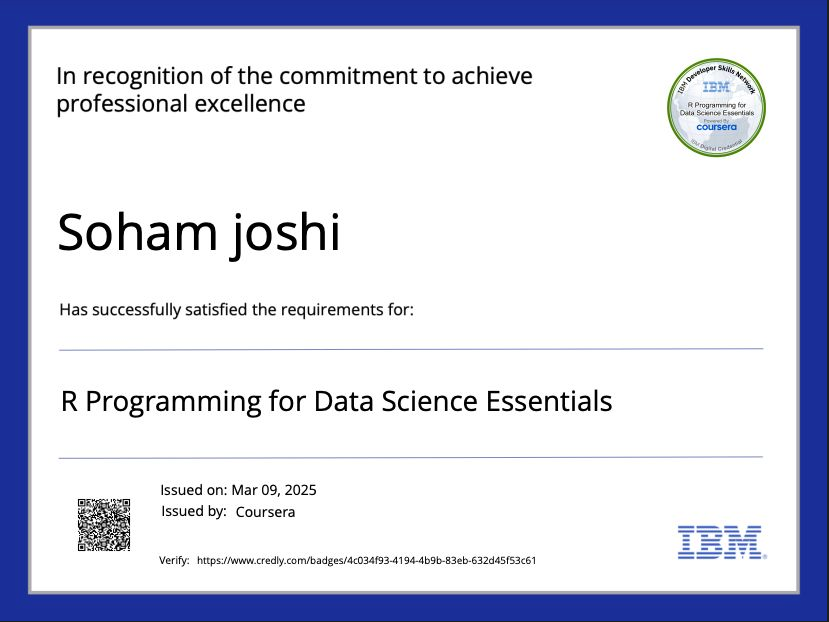 In recognition of the commitment to achieve
professional excellence
IBM Developer Skills Network
IBM
R Programming for
Data Science Essentials
Powered By
coursera
IBM Digital Credential
Soham joshi
Has successfully satisfied the requirements for:
R Programming for Data Science Essentials
Issued on: Mar 09, 2025
Issued by: Coursera
Verify: https://www.credly.com/badges/4c034f93-4194-4b9b-83eb-632d45f53c61
IBM®